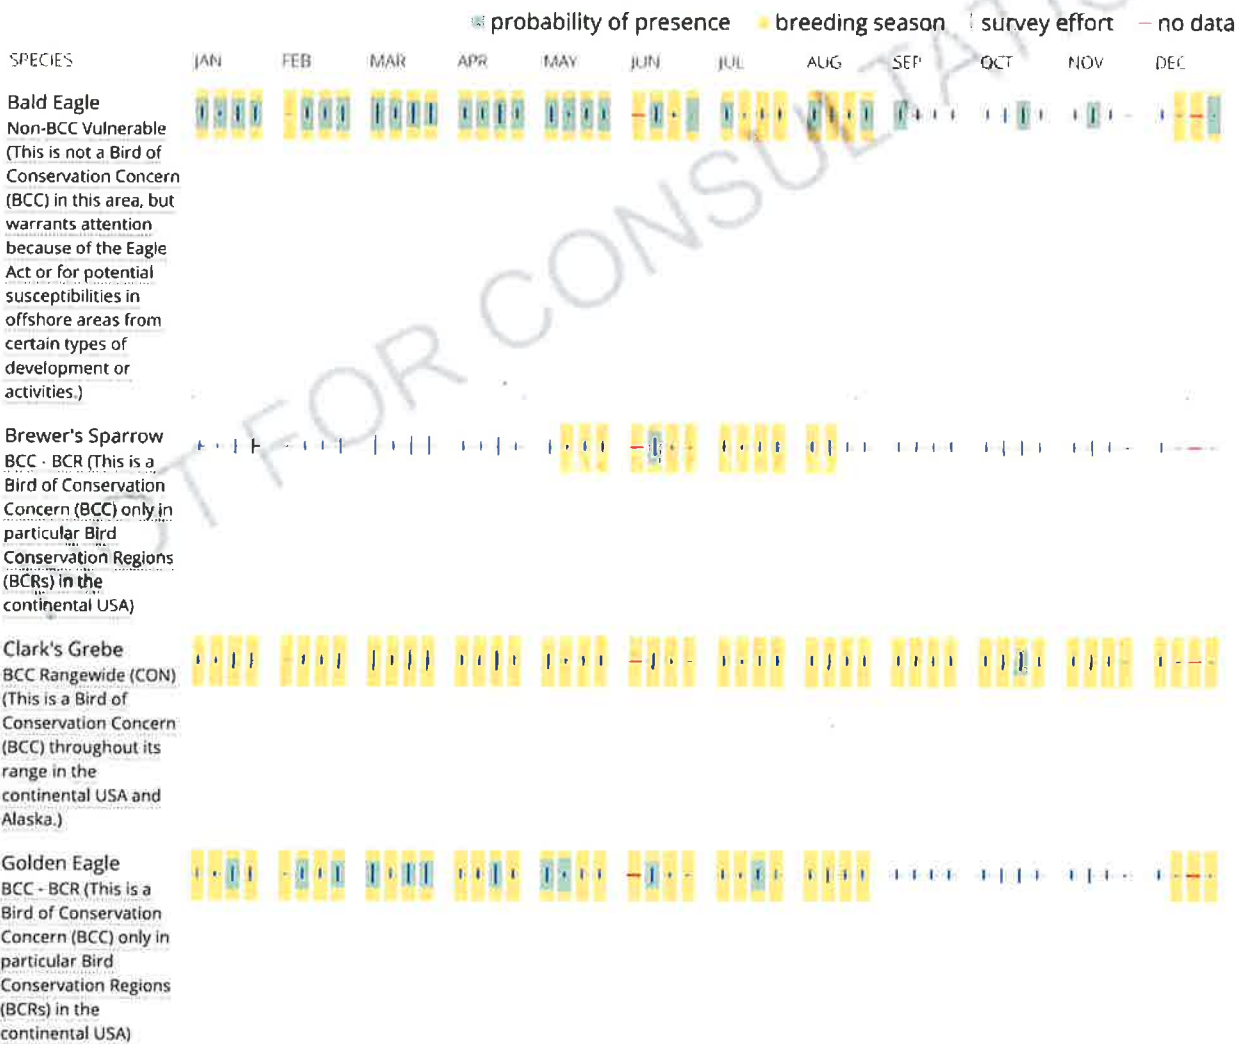 probability of presence breeding season survey effort no data
SPECIES JAN FEB MAR APR MAY JUN JUL AUG SEP OCT NOV DEC
Bald Eagle
Non-BCC Vulnerable
(This is not a Bird of
Conservation Concern
(BCC) in this area, but
warrants attention
because of the Eagle
Act or for potential
susceptibilities in
offshore areas from
certain types of
development or
activities.)
Brewer's Sparrow
BCC - BCR (This is a
Bird of Conservation
Concern (BCC) only in
particular Bird
Conservation Regions
(BCRs) in the
continental USA)
Clark's Grebe
BCC Rangewide (CON)
(This is a Bird of
Conservation Concern
(BCC) throughout its
range in the
continental USA and
Alaska.)
Golden Eagle
BCC - BCR (This is a
Bird of Conservation
Concern (BCC) only in
particular Bird
Conservation Regions
(BCRs) in the
continental USA)
FOR